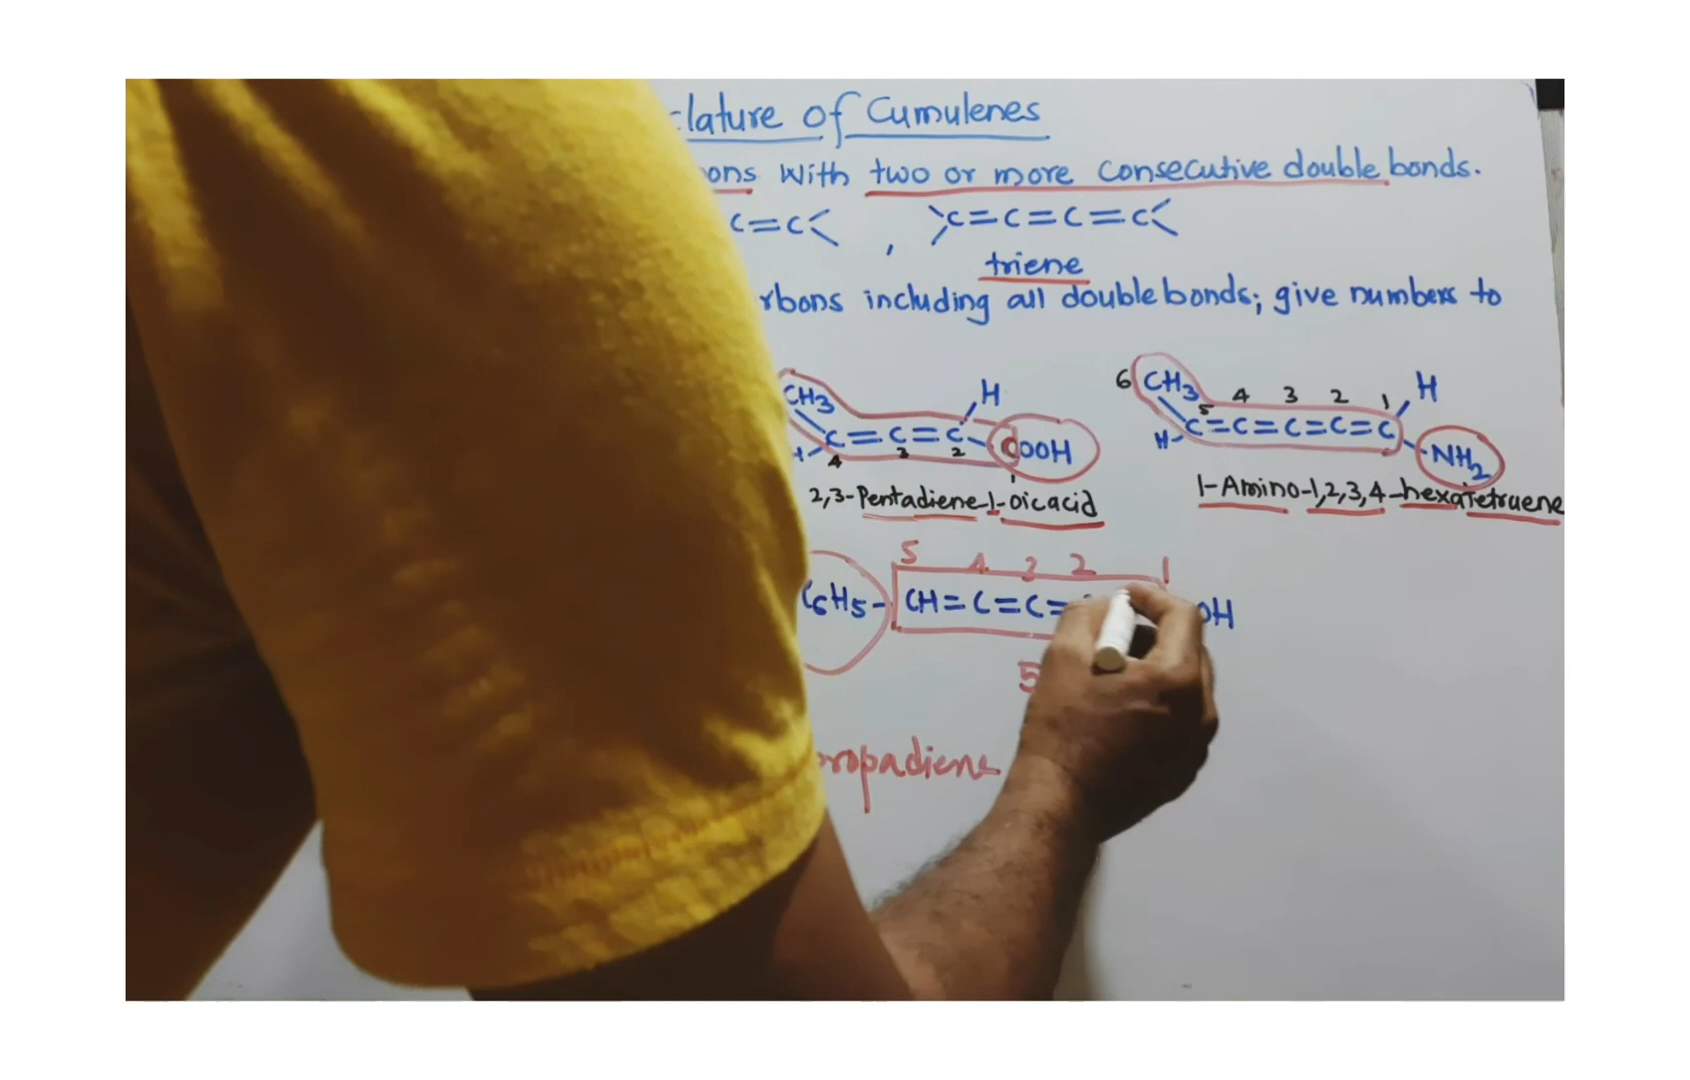 clature of Cumulenes
ons with two or more consecutive double bonds.
C=C< , >C=C=C=C<
triene
rbons including all double bonds; give numbers to
CH3 H
C=C=C COOH
4 3 2 1
2,3-Pentadiene-1-oicacid
6 CH3 5 4 3 2 1 H
H C=C=C=C=C NH2
1-Amino-1,2,3,4-hexaTetraene
5 4 3 2 1
C6H5- CH=C=C= OH
5
propadiene